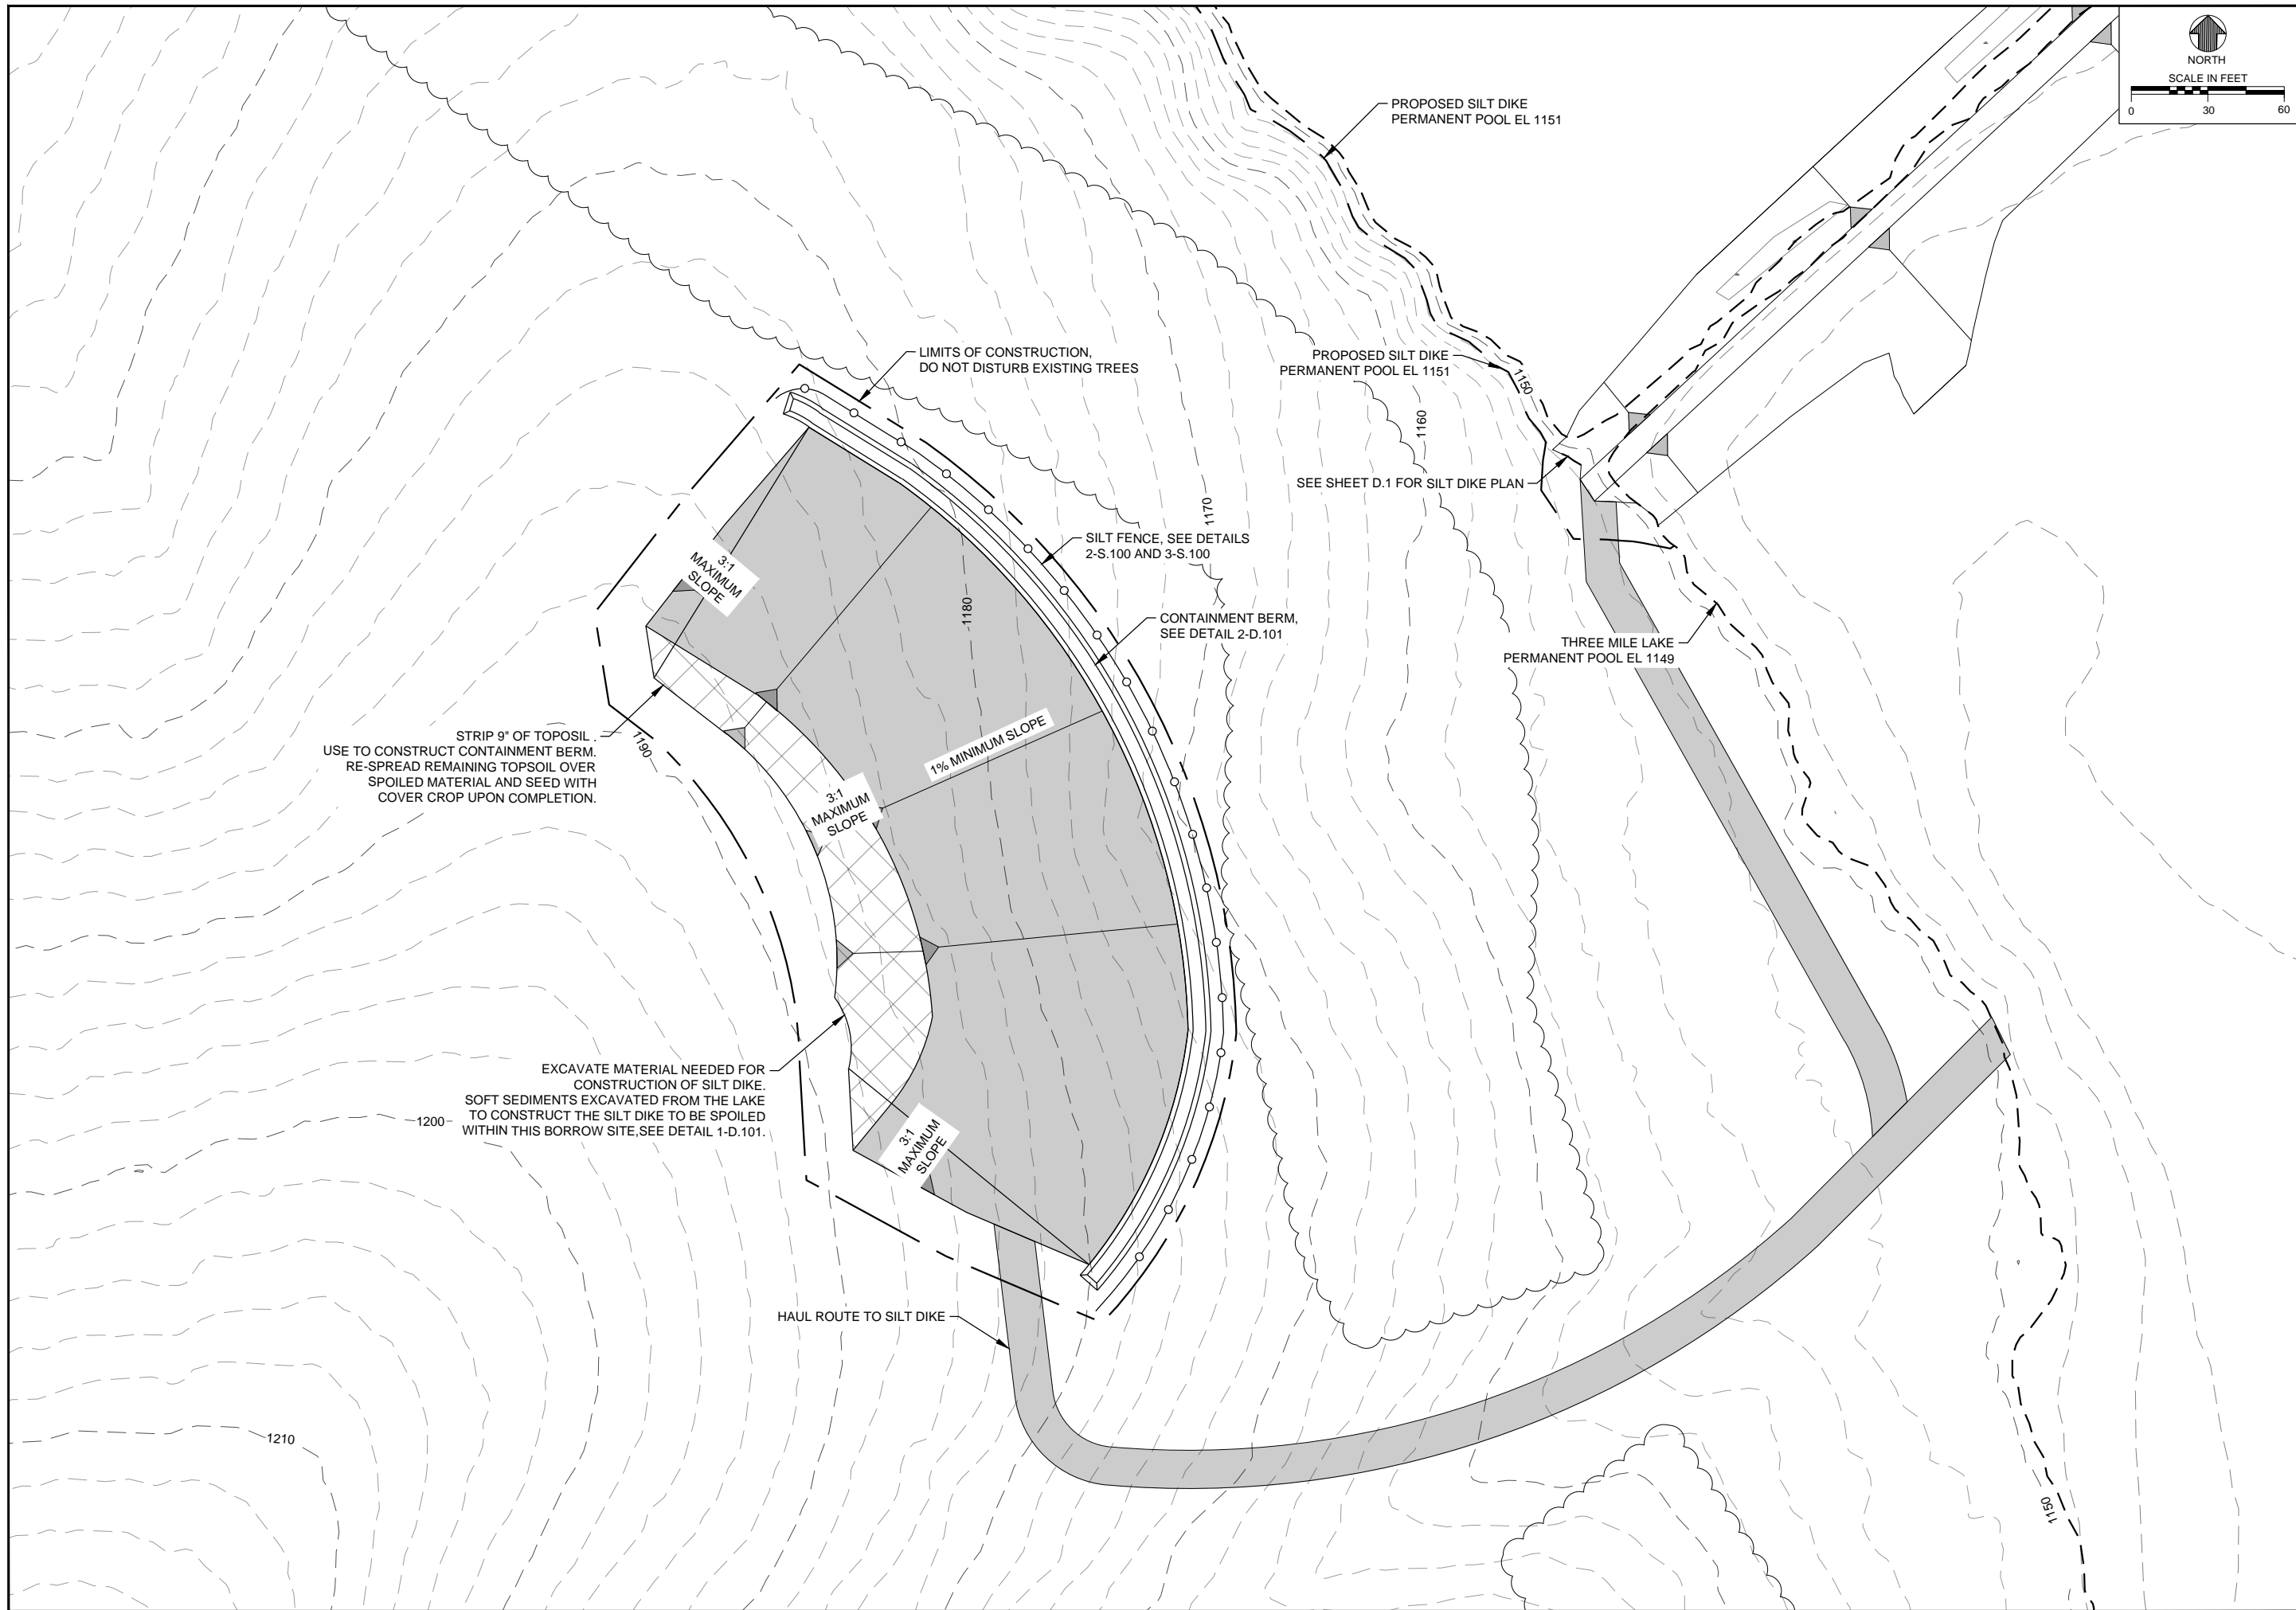 NORTH
SCALE IN FEET
0 30 60
PROPOSED SILT DIKE
PERMANENT POOL EL 1151
LIMITS OF CONSTRUCTION,
DO NOT DISTURB EXISTING TREES
PROPOSED SILT DIKE
PERMANENT POOL EL 1151
1150
1160
SEE SHEET D.1 FOR SILT DIKE PLAN
1170
SILT FENCE, SEE DETAILS
2-S.100 AND 3-S.100
3:1
MAXIMUM
SLOPE
1180
CONTAINMENT BERM,
SEE DETAIL 2-D.101
THREE MILE LAKE
PERMANENT POOL EL 1149
STRIP 9" OF TOPOSIL .
USE TO CONSTRUCT CONTAINMENT BERM.
RE-SPREAD REMAINING TOPSOIL OVER
SPOILED MATERIAL AND SEED WITH
COVER CROP UPON COMPLETION.
1190
1% MINIMUM SLOPE
3:1
MAXIMUM
SLOPE
EXCAVATE MATERIAL NEEDED FOR
CONSTRUCTION OF SILT DIKE.
SOFT SEDIMENTS EXCAVATED FROM THE LAKE
TO CONSTRUCT THE SILT DIKE TO BE SPOILED
WITHIN THIS BORROW SITE,SEE DETAIL 1-D.101.
1200
3:1
MAXIMUM
SLOPE
HAUL ROUTE TO SILT DIKE
1210
1150